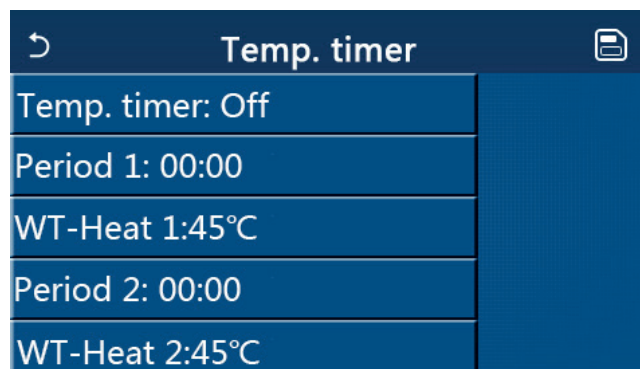 Temp. timer
Temp. timer: Off
Period 1: 00:00
WT-Heat 1:45℃
Period 2: 00:00
WT-Heat 2:45℃